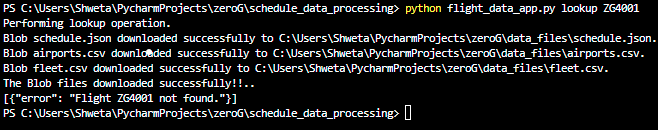 PS C:\Users\Shweta\PycharmProjects\zeroG\schedule_data_processing> python flight_data_app.py lookup ZG4001
Performing lookup operation.
Blob schedule.json downloaded successfully to C:\Users\Shweta\PycharmProjects\zeroG\data_files\schedule.json.
Blob airports.csv downloaded successfully to C:\Users\Shweta\PycharmProjects\zeroG\data_files\airports.csv.
Blob fleet.csv downloaded successfully to C:\Users\Shweta\PycharmProjects\zeroG\data_files\fleet.csv.
The Blob files downloaded successfully!!..
[{"error": "Flight ZG4001 not found."}]
PS C:\Users\Shweta\PycharmProjects\zeroG\schedule_data_processing>